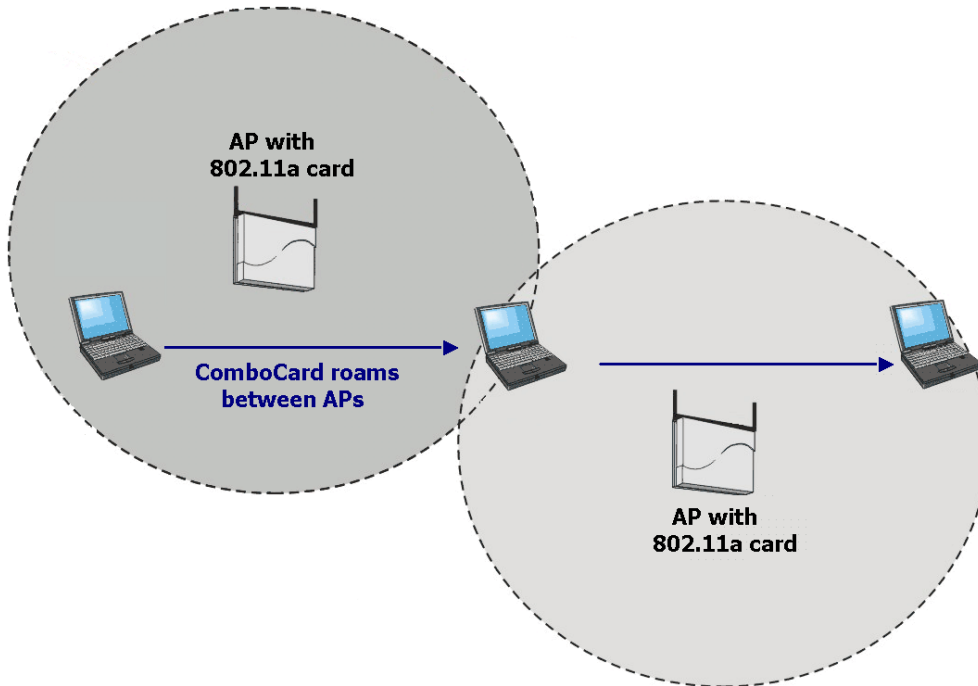 AP with
802.11a card
ComboCard roams
between APs
AP with
802.11a card